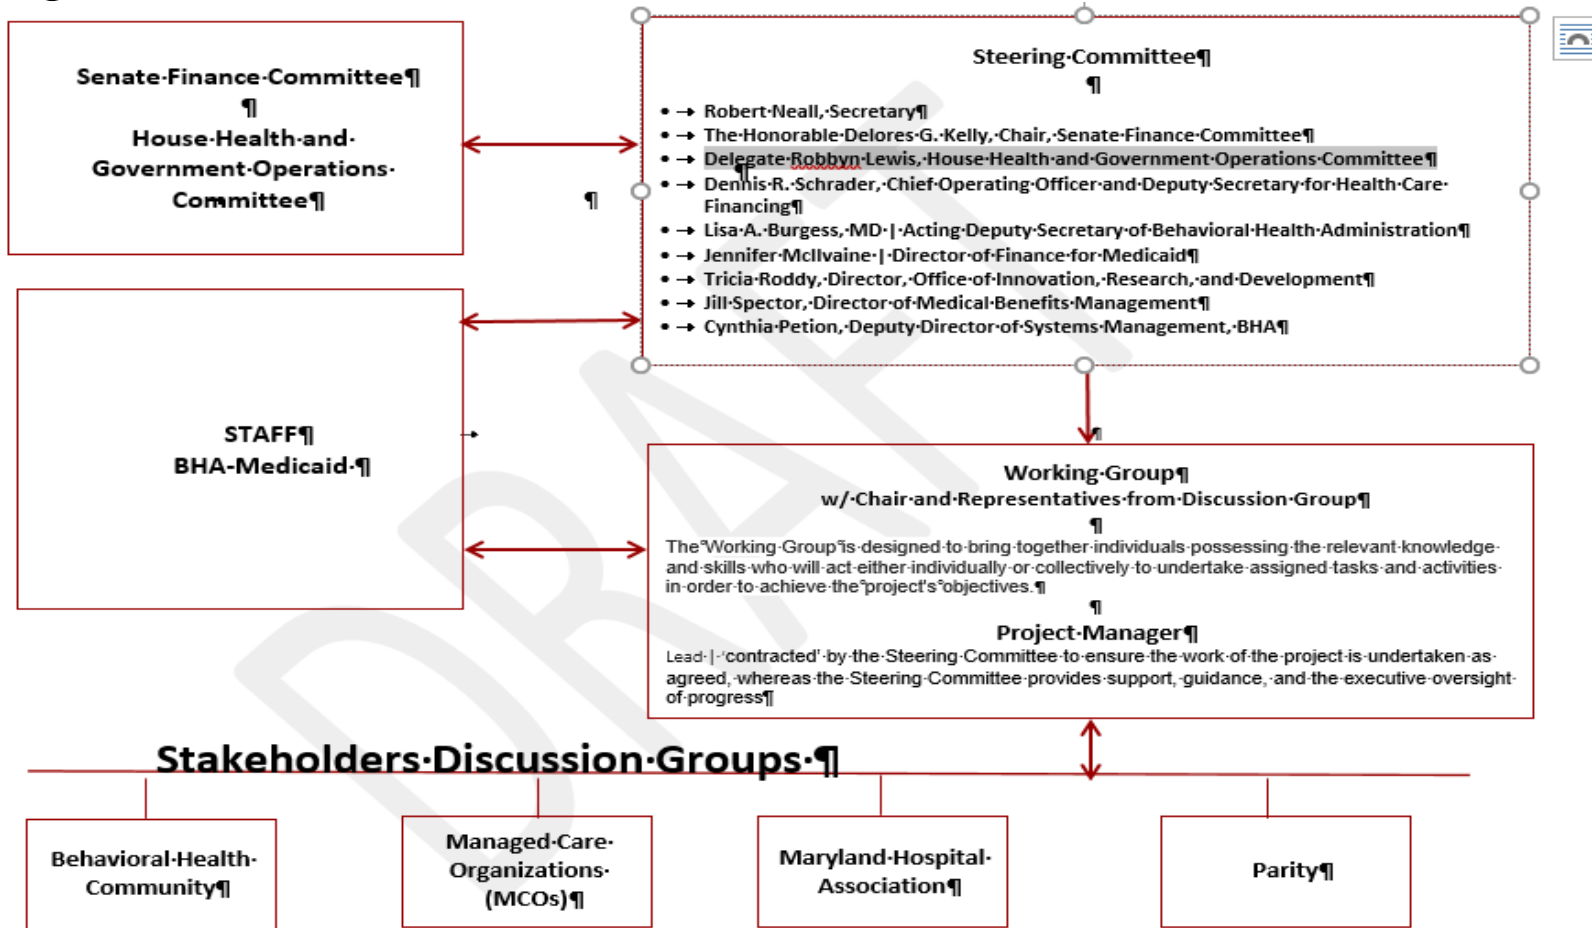 Senate Finance Committee¶
¶
House Health and
Government Operations
Committee¶
¶
Steering Committee¶
¶
• → Robert Neall, Secretary¶
• → The Honorable Delores G. Kelly, Chair, Senate Finance Committee¶
• → Delegate Robbyn Lewis, House Health and Government Operations Committee¶
¶
• → Dennis R. Schrader, Chief Operating Officer and Deputy Secretary for Health Care
Financing¶
• → Lisa A. Burgess, MD | Acting Deputy Secretary of Behavioral Health Administration¶
• → Jennifer McIlvaine | Director of Finance for Medicaid¶
• → Tricia Roddy, Director, Office of Innovation, Research, and Development¶
• → Jill Spector, Director of Medical Benefits Management¶
• → Cynthia Petion, Deputy Director of Systems Management, BHA¶
STAFF¶
BHA-Medicaid ¶
¶
Working Group¶
w/ Chair and Representatives from Discussion Group¶
¶
The Working Group is designed to bring together individuals possessing the relevant knowledge
and skills who will act either individually or collectively to undertake assigned tasks and activities
in order to achieve the project's objectives.¶
¶
Project Manager¶
Lead | 'contracted' by the Steering Committee to ensure the work of the project is undertaken as
agreed, whereas the Steering Committee provides support, guidance, and the executive oversight
of progress¶
Stakeholders Discussion Groups ¶
Behavioral Health
Community¶
Managed Care
Organizations
(MCOs)¶
Maryland Hospital
Association¶
Parity¶
DRAFT